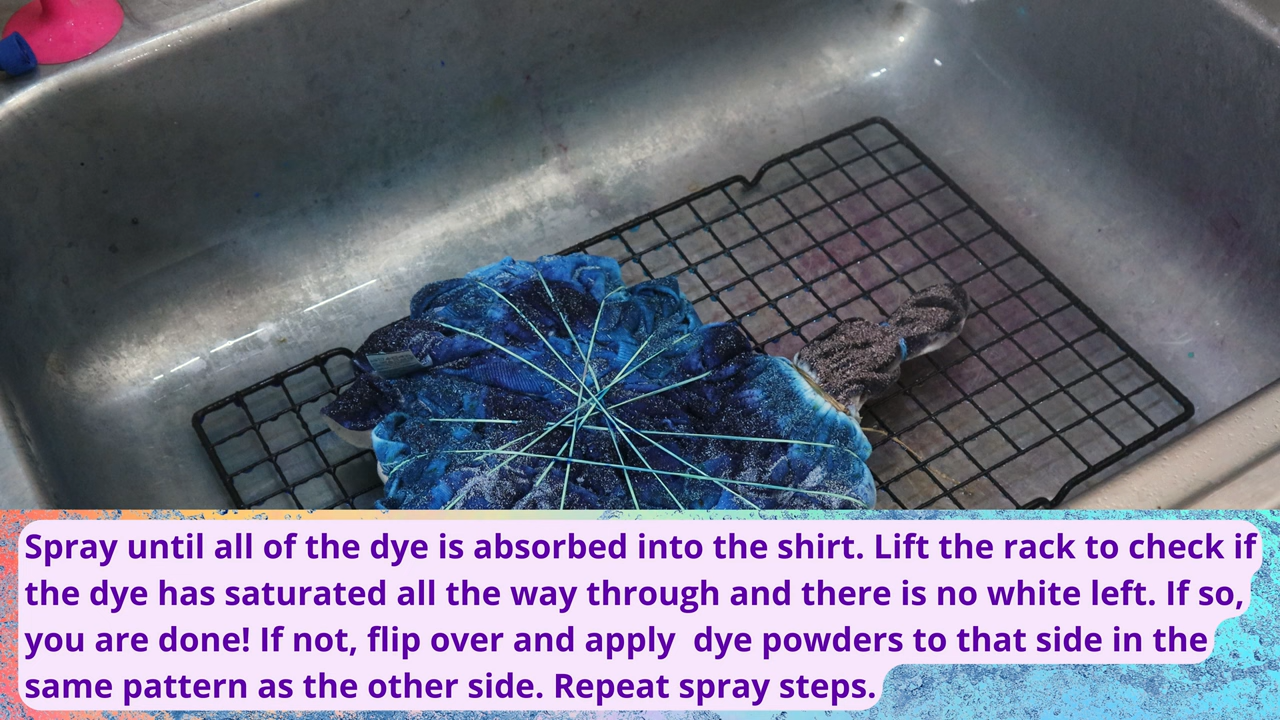 Spray until all of the dye is absorbed into the shirt. Lift the rack to check if
the dye has saturated all the way through and there is no white left. If so,
you are done! If not, flip over and apply  dye powders to that side in the
same pattern as the other side. Repeat spray steps.